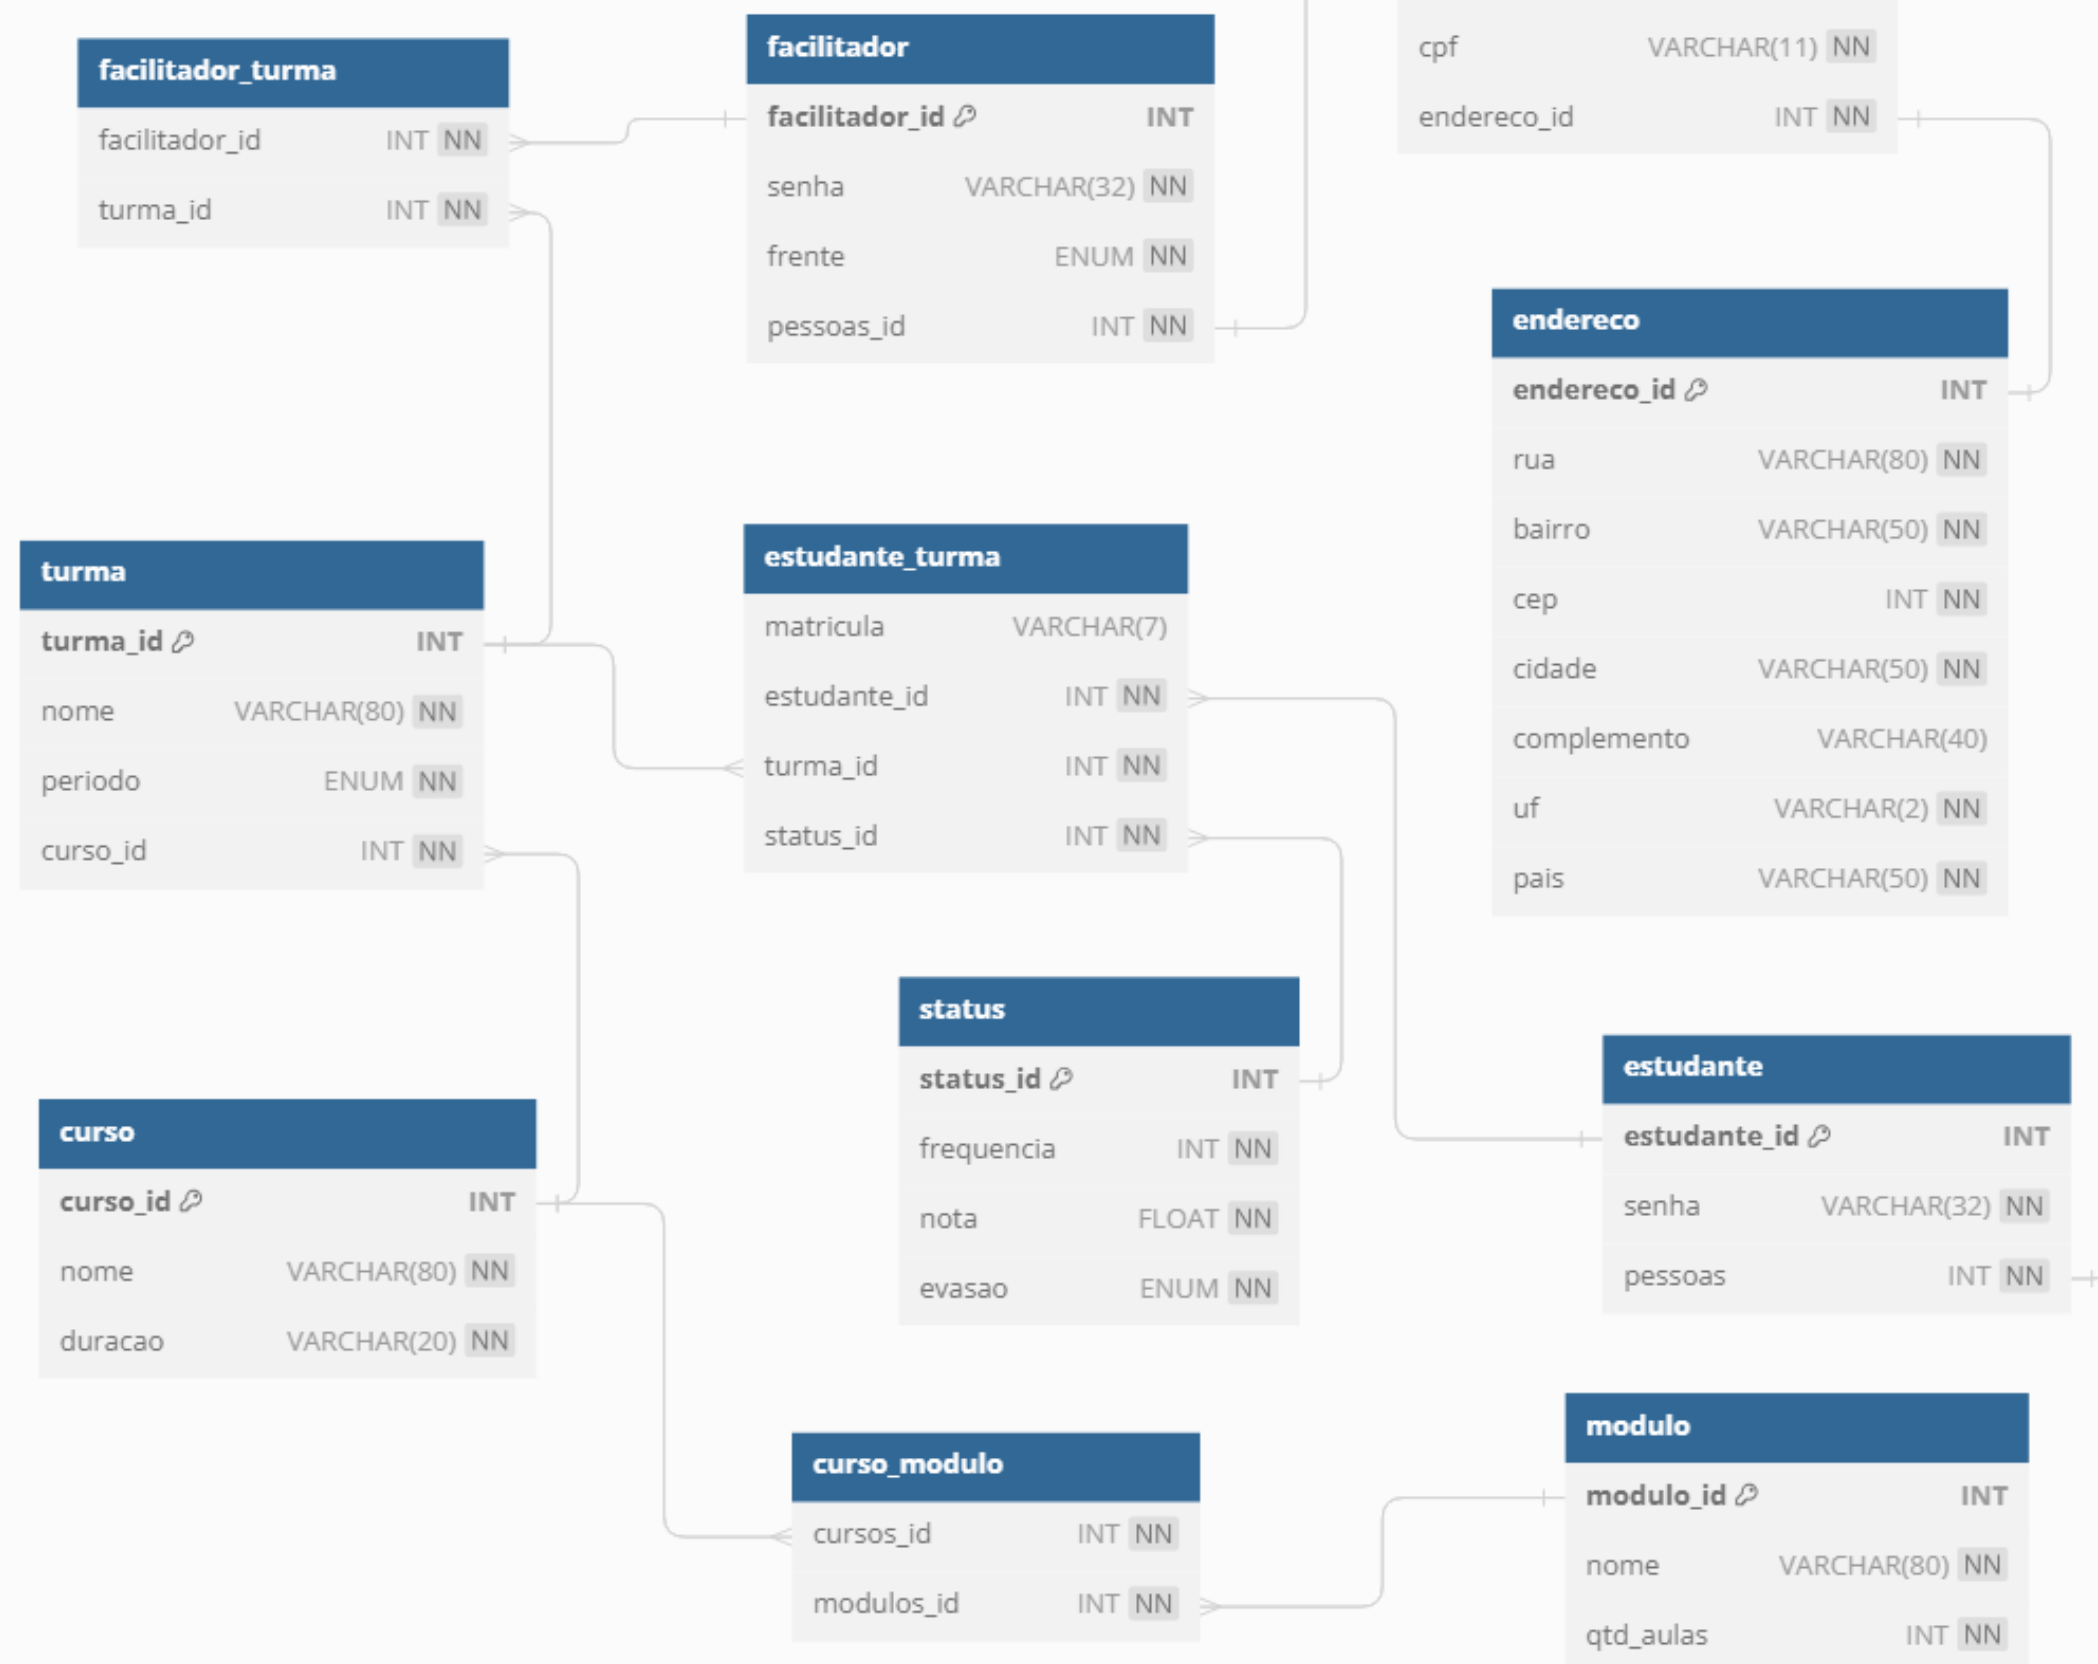 facilitador_turma
facilitador_id INT NN
turma_id INT NN
facilitador
facilitador_id INT
senha VARCHAR(32) NN
frente ENUM NN
pessoas_id INT NN
cpf VARCHAR(11) NN
endereco_id INT NN
endereco
endereco_id INT
rua VARCHAR(80) NN
bairro VARCHAR(50) NN
cep INT NN
cidade VARCHAR(50) NN
complemento VARCHAR(40)
uf VARCHAR(2) NN
pais VARCHAR(50) NN
turma
turma_id INT
nome VARCHAR(80) NN
periodo ENUM NN
curso_id INT NN
estudante_turma
matricula VARCHAR(7)
estudante_id INT NN
turma_id INT NN
status_id INT NN
status
status_id INT
frequencia INT NN
nota FLOAT NN
evasao ENUM NN
estudante
estudante_id INT
senha VARCHAR(32) NN
pessoas INT NN
curso
curso_id INT
nome VARCHAR(80) NN
duracao VARCHAR(20) NN
curso_modulo
cursos_id INT NN
modulos_id INT NN
modulo
modulo_id INT
nome VARCHAR(80) NN
qtd_aulas INT NN